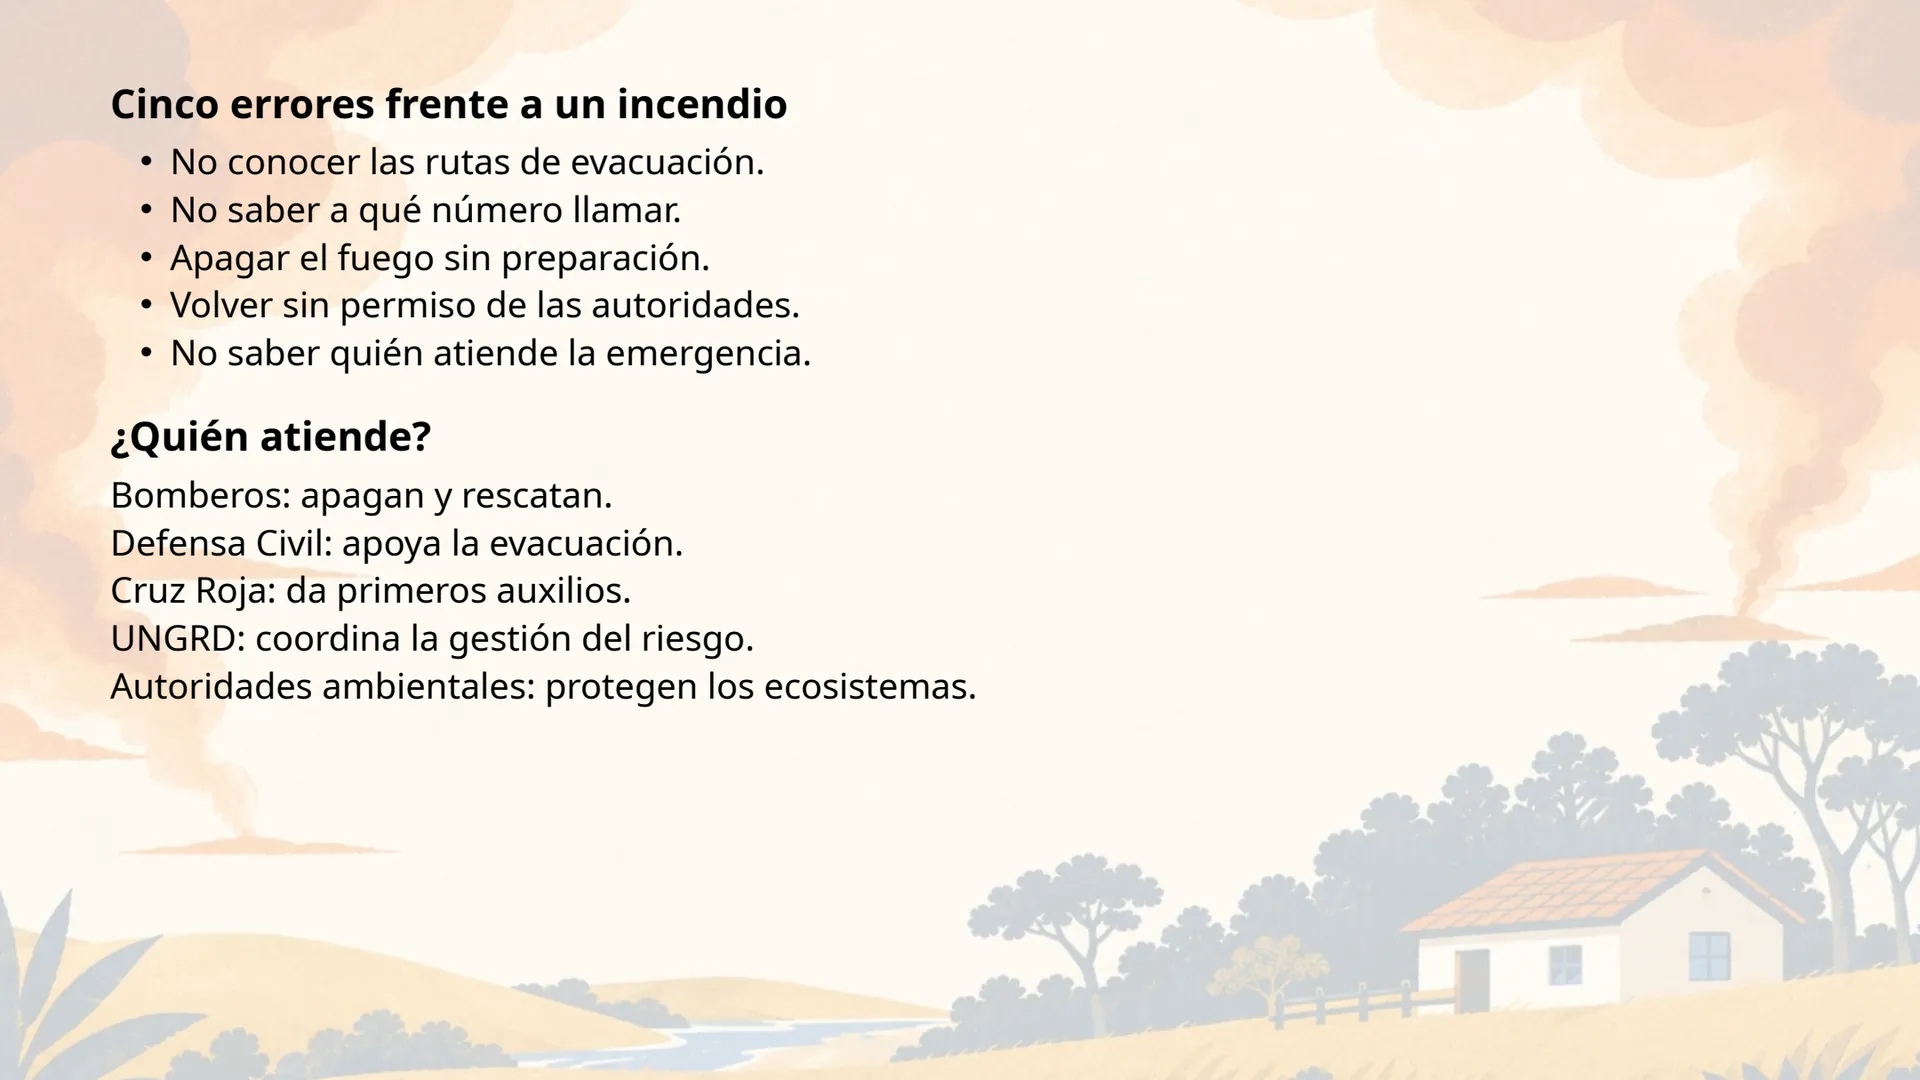 Cinco errores frente a un incendio
• No conocer las rutas de evacuación.
• No saber a qué número llamar.
• Apagar el fuego sin preparación.
• Volver sin permiso de las autoridades.
• No saber quién atiende la emergencia.
¿Quién atiende?
Bomberos: apagan y rescatan.
Defensa Civil: apoya la evacuación.
Cruz Roja: da primeros auxilios.
UNGRD: coordina la gestión del riesgo.
Autoridades ambientales: protegen los ecosistemas.